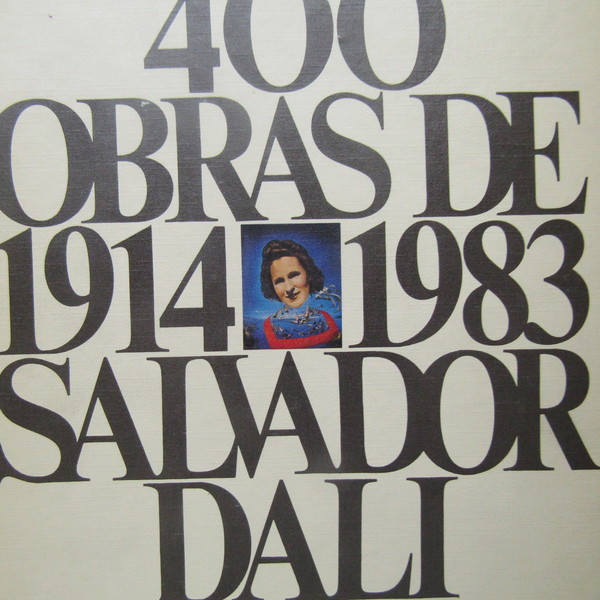 400
OBRAS DE
1914 1983
SALVADOR
DALI